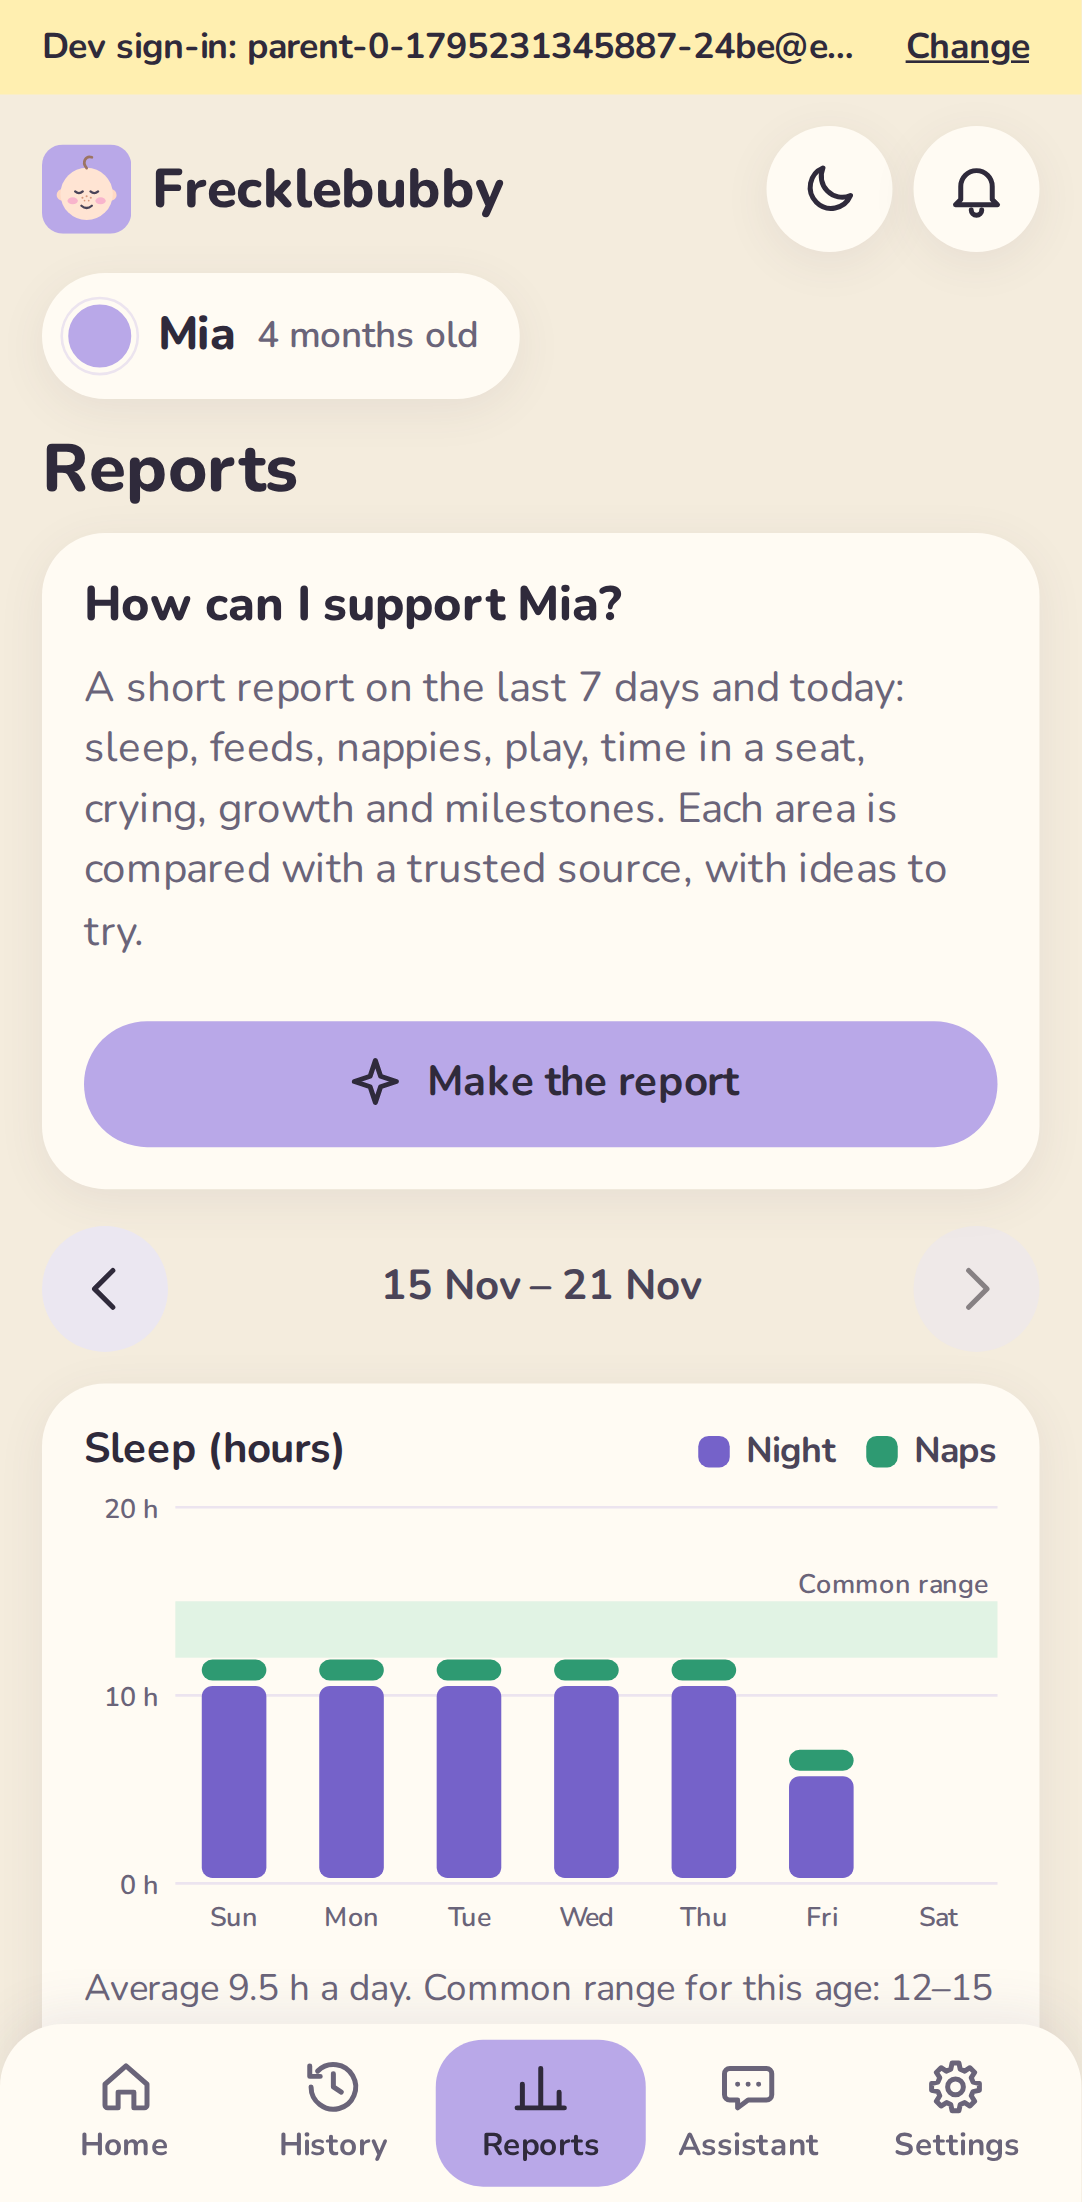 Dev sign-in: parent-0-1795231345887-24be@e... Change
Frecklebubby
Mia 4 months old
Reports
How can I support Mia?
A short report on the last 7 days and today:
sleep, feeds, nappies, play, time in a seat,
crying, growth and milestones. Each area is
compared with a trusted source, with ideas to
try.
Make the report
15 Nov – 21 Nov
Sleep (hours) Night Naps
20 h
Common range
10 h
0 h
Sun Mon Tue Wed Thu Fri Sat
Average 9.5 h a day. Common range for this age: 12–15
Home History Reports Assistant Settings